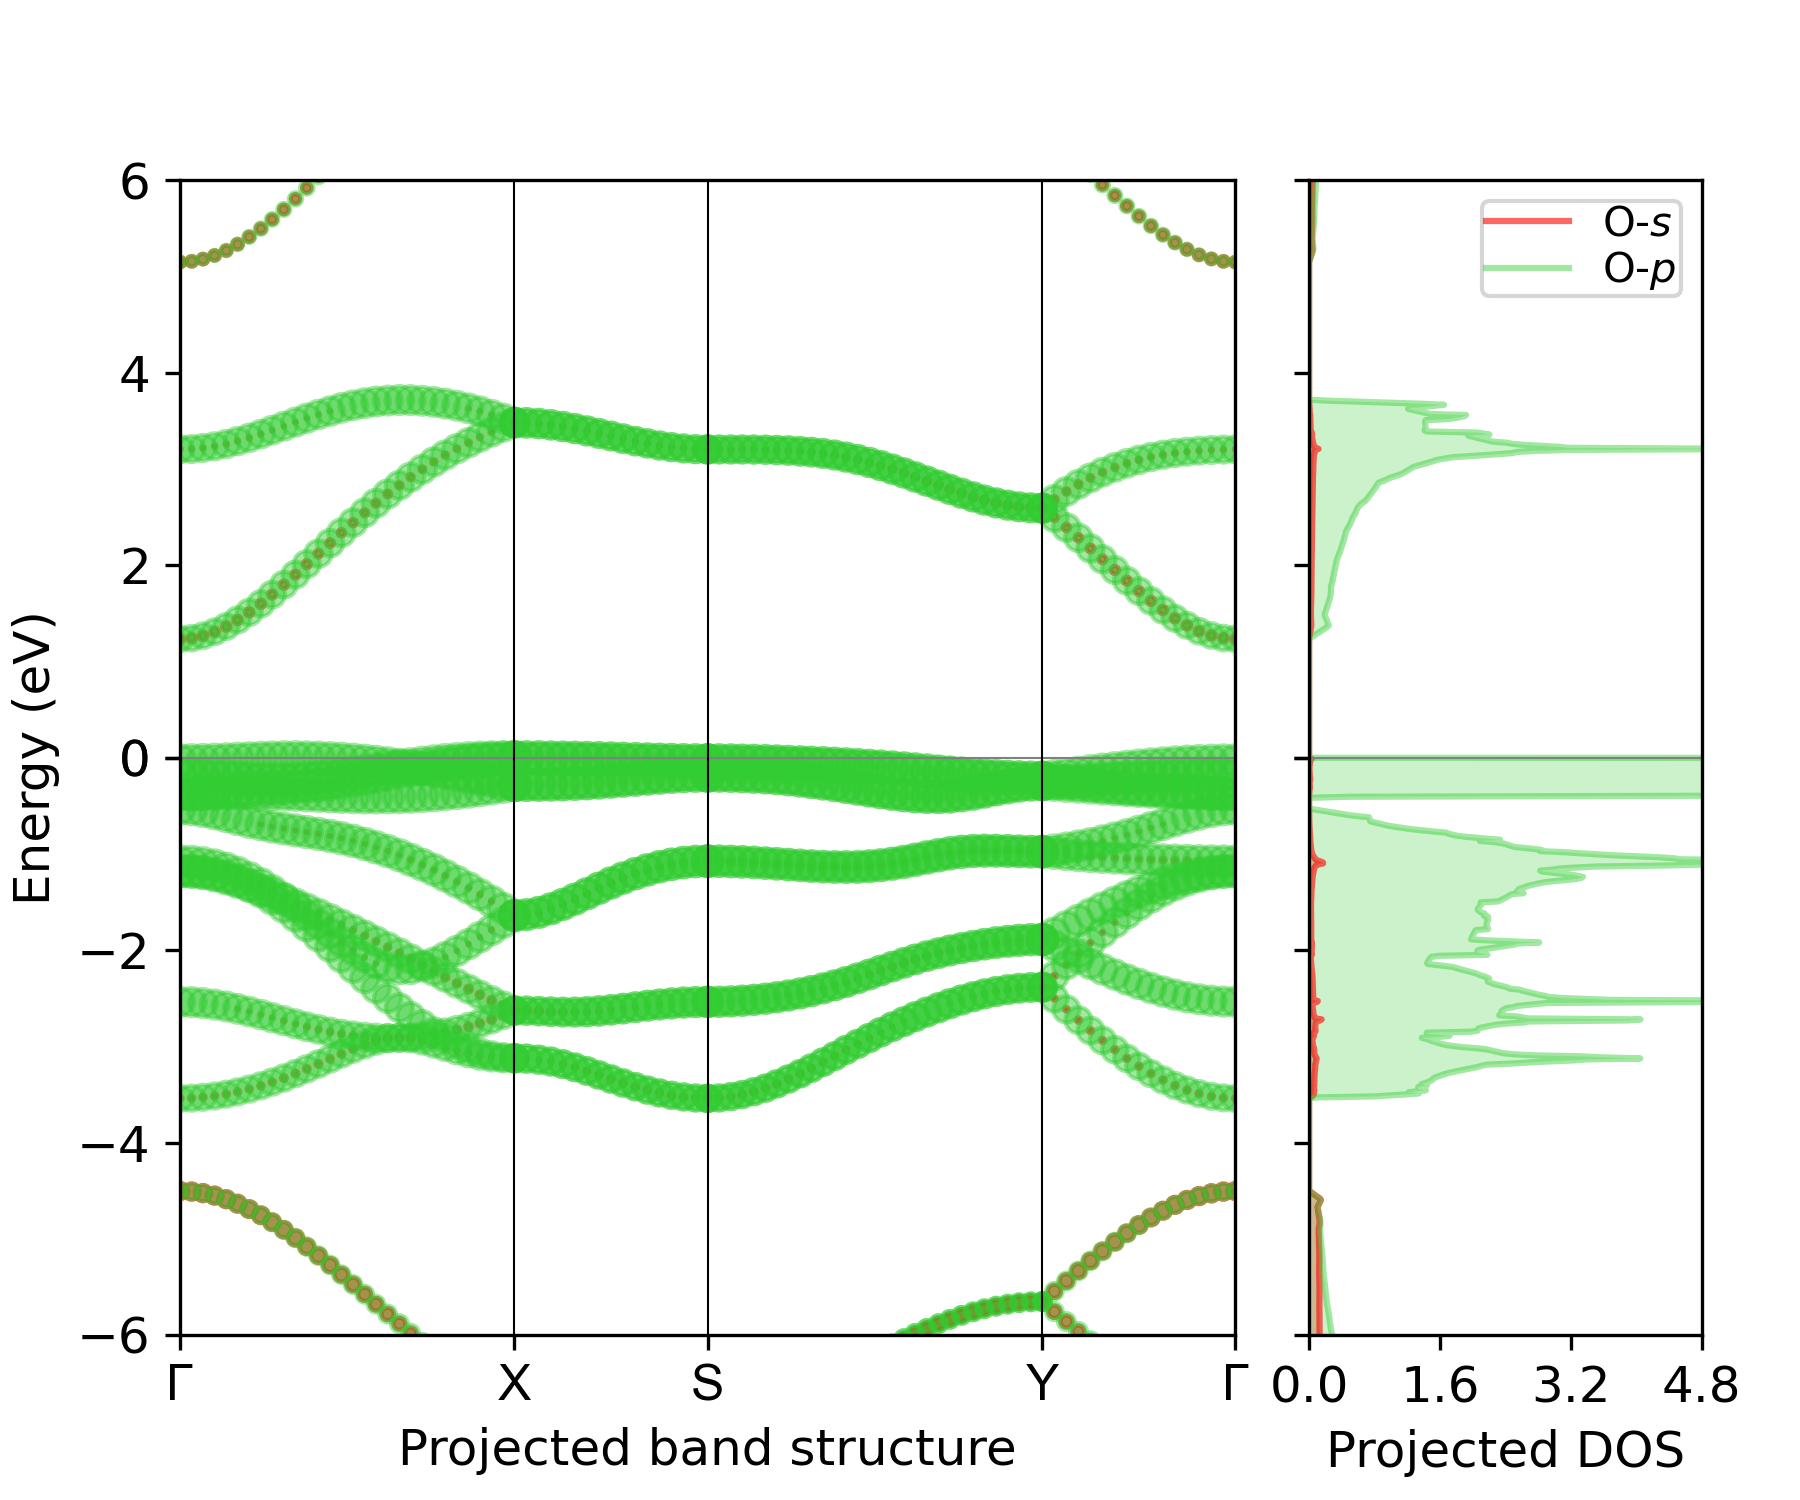 6
4
2
0
−2
−4
−6
Energy (eV)
Γ X S Y Γ
Projected band structure
O-s
O-p
0.0 1.6 3.2 4.8
Projected DOS